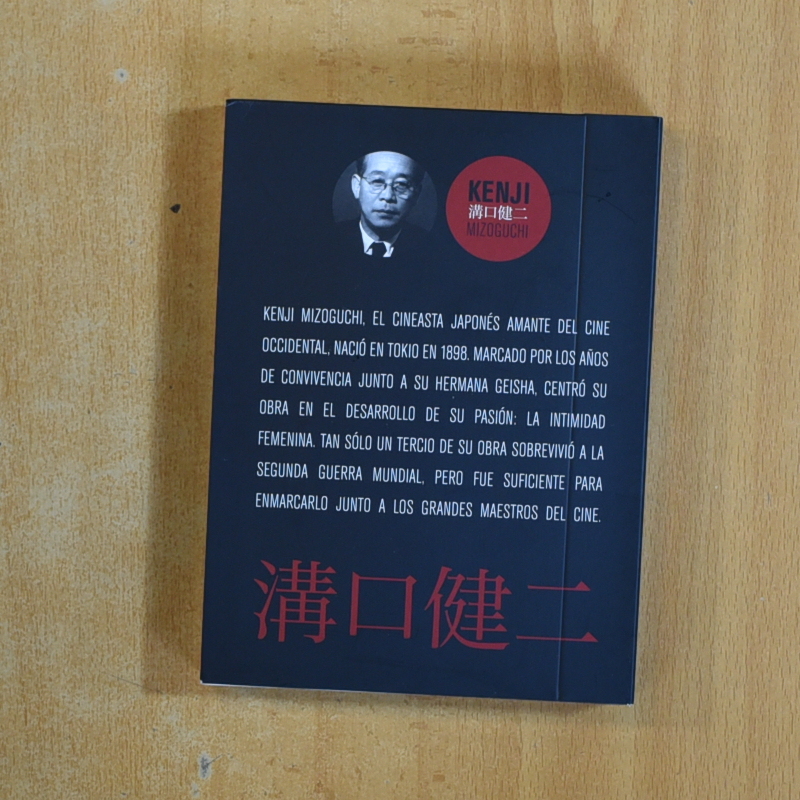 KENJI
溝口健二
MIZOGUCHI
KENJI MIZOGUCHI, EL CINEASTA JAPONÉS AMANTE DEL CINE
OCCIDENTAL, NACIÓ EN TOKIO EN 1898. MARCADO POR LOS AÑOS
DE CONVIVENCIA JUNTO A SU HERMANA GEISHA, CENTRÓ SU
OBRA EN EL DESARROLLO DE SU PASIÓN: LA INTIMIDAD
FEMENINA. TAN SÓLO UN TERCIO DE SU OBRA SOBREVIVIÓ A LA
SEGUNDA GUERRA MUNDIAL, PERO FUE SUFICIENTE PARA
ENMARCARLO JUNTO A LOS GRANDES MAESTROS DEL CINE.
溝口健二